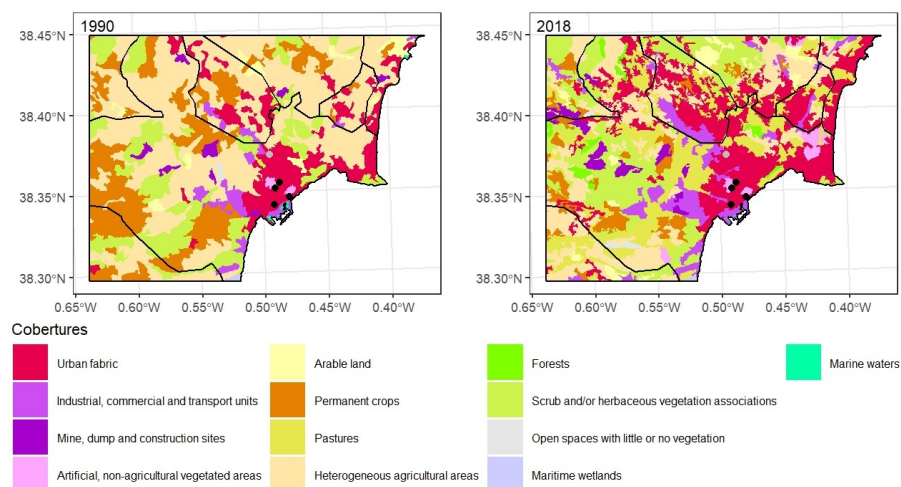 1990
2018
38.45°N
38.40°N
38.35°N
38.30°N
0.65°W 0.60°W 0.55°W 0.50°W 0.45°W 0.40°W
38.45°N
38.40°N
38.35°N
38.30°N
0.65°W 0.60°W 0.55°W 0.50°W 0.45°W 0.40°W
Cobertures
Urban fabric
Industrial, commercial and transport units
Mine, dump and construction sites
Artificial, non-agricultural vegetated areas
Arable land
Permanent crops
Pastures
Heterogeneous agricultural areas
Forests
Scrub and/or herbaceous vegetation associations
Open spaces with little or no vegetation
Maritime wetlands
Marine waters